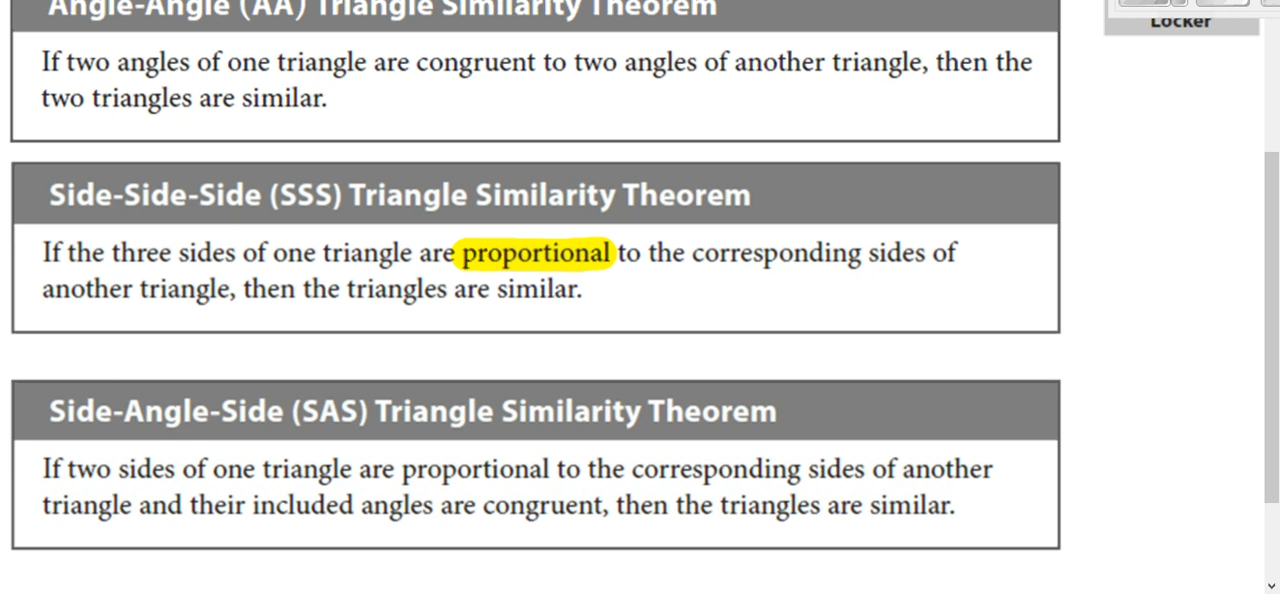 Angle-Angle (AA) Triangle Similarity Theorem
If two angles of one triangle are congruent to two angles of another triangle, then the
two triangles are similar.
Side-Side-Side (SSS) Triangle Similarity Theorem
If the three sides of one triangle are proportional to the corresponding sides of
another triangle, then the triangles are similar.
Side-Angle-Side (SAS) Triangle Similarity Theorem
If two sides of one triangle are proportional to the corresponding sides of another
triangle and their included angles are congruent, then the triangles are similar.
Locker